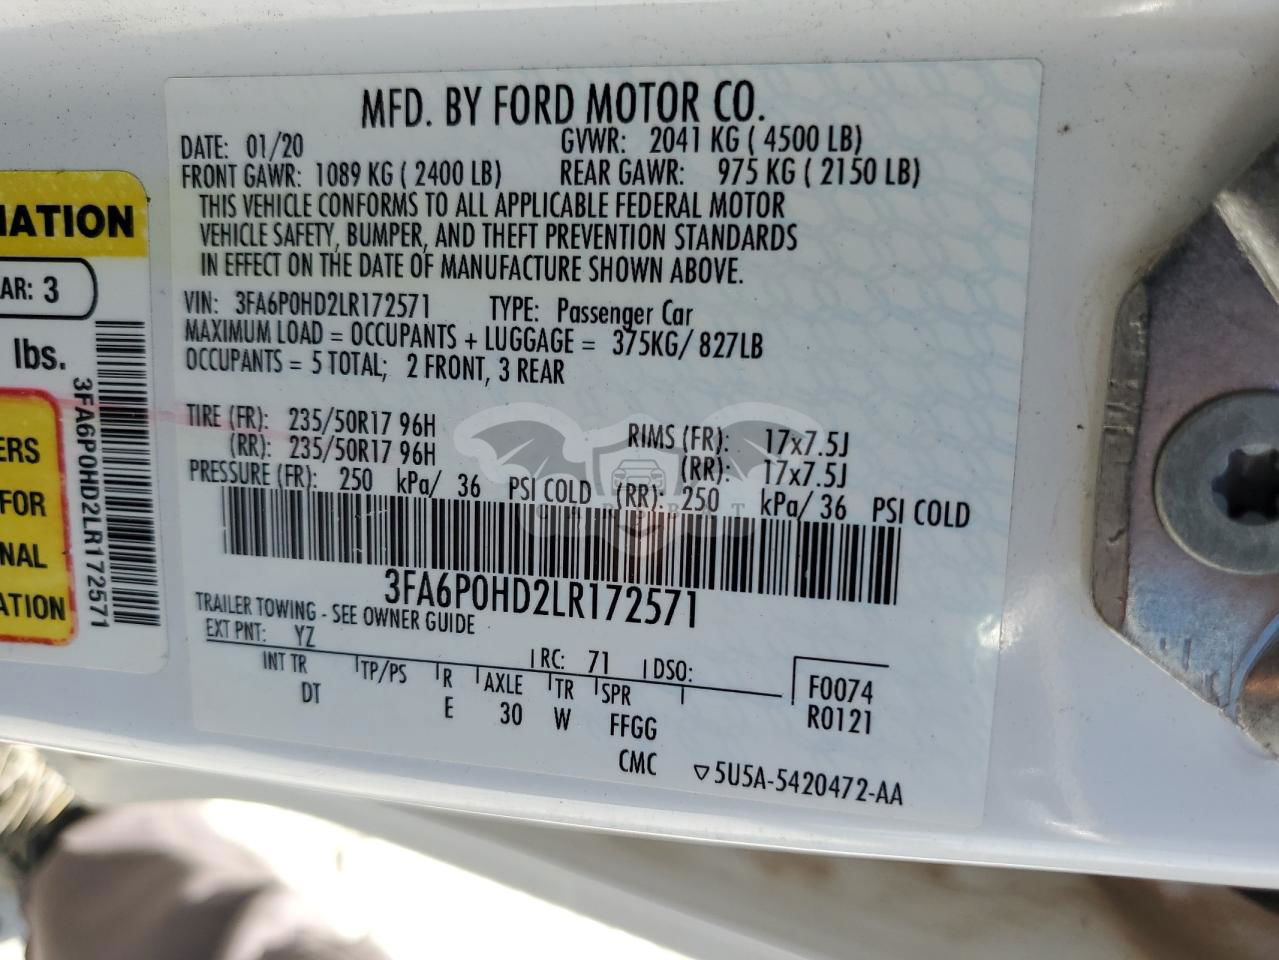 MFD. BY FORD MOTOR CO.
DATE: 01/20 GVWR: 2041 KG ( 4500 LB)
FRONT GAWR: 1089 KG ( 2400 LB) REAR GAWR: 975 KG ( 2150 LB)
THIS VEHICLE CONFORMS TO ALL APPLICABLE FEDERAL MOTOR
VEHICLE SAFETY, BUMPER, AND THEFT PREVENTION STANDARDS
IN EFFECT ON THE DATE OF MANUFACTURE SHOWN ABOVE.
VIN: 3FA6P0HD2LR172571 TYPE: Passenger Car
MAXIMUM LOAD = OCCUPANTS + LUGGAGE = 375KG/ 827LB
OCCUPANTS = 5 TOTAL; 2 FRONT, 3 REAR
TIRE (FR): 235/50R17 96H RIMS (FR): 17x7.5J
(RR): 235/50R17 96H (RR): 17x7.5J
PRESSURE (FR): 250 kPa/ 36 PSI COLD (RR): 250 kPa/ 36 PSI COLD
CARDBAT
3FA6P0HD2LR172571
TRAILER TOWING - SEE OWNER GUIDE
EXT PNT: YZ RC: 71 DSO:
INT TR TP/PS R AXLE TR SPR F0074
DT E 30 W FFGG R0121
CMC ▽5U5A-5420472-AA
IATION
AR: 3
lbs.
3FA6P0HD2LR172571
ERS
FOR
NAL
ATION